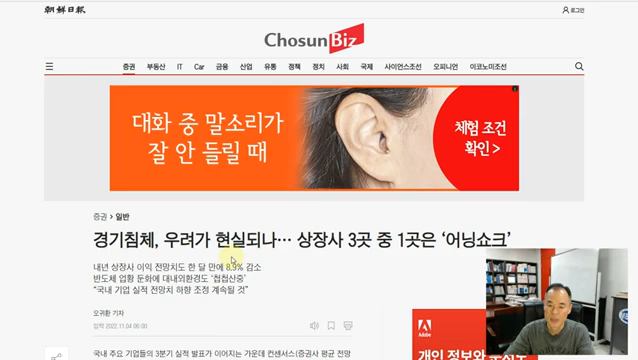 朝鮮日報
로그인
ChosunBiz
증권 부동산 IT Car 금융 산업 유통 정책 정치 사회 국제 사이언스조선 오피니언 이코노미조선
대화 중 말소리가
잘 안 들릴 때
체험 조건
확인 >
증권 > 일반
경기침체, 우려가 현실되나… 상장사 3곳 중 1곳은 ‘어닝쇼크’
내년 상장사 이익 전망치도 한 달 만에 8.9% 감소
반도체 업황 둔화에 대내외환경도 ‘첩첩산중’
“국내 기업 실적 전망치 하향 조정 계속될 것”
오귀환 기자
입력 2022.11.04 06:00
가
국내 주요 기업들의 3분기 실적 발표가 이어지는 가운데 컨센서스(증권사 평균 전망
Adobe
개인 정보와